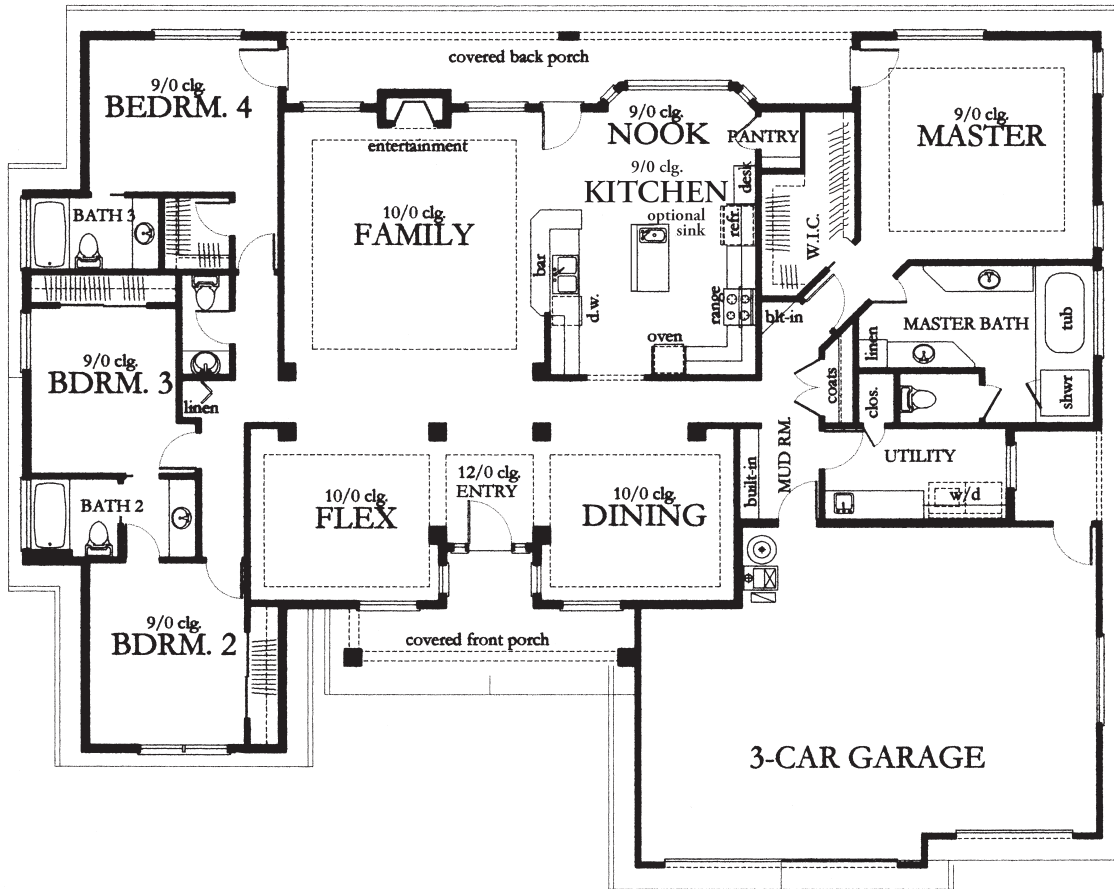 covered back porch
9/0 clg.
BEDRM. 4
entertainment
9/0 clg.
NOOK
PANTRY
9/0 clg.
MASTER
9/0 clg.
KITCHEN
desk
optional
sink
refr.
10/0 clg.
FAMILY
BATH 3
W.I.C.
bar
d.w.
range
blt-in
oven
MASTER BATH
tub
linen
9/0 clg.
BDRM. 3
linen
coats
clos.
shwr
MUD RM.
UTILITY
built-in
w/d
12/0 clg.
ENTRY
10/0 clg.
FLEX
10/0 clg.
DINING
BATH 2
9/0 clg.
BDRM. 2
covered front porch
3-CAR GARAGE